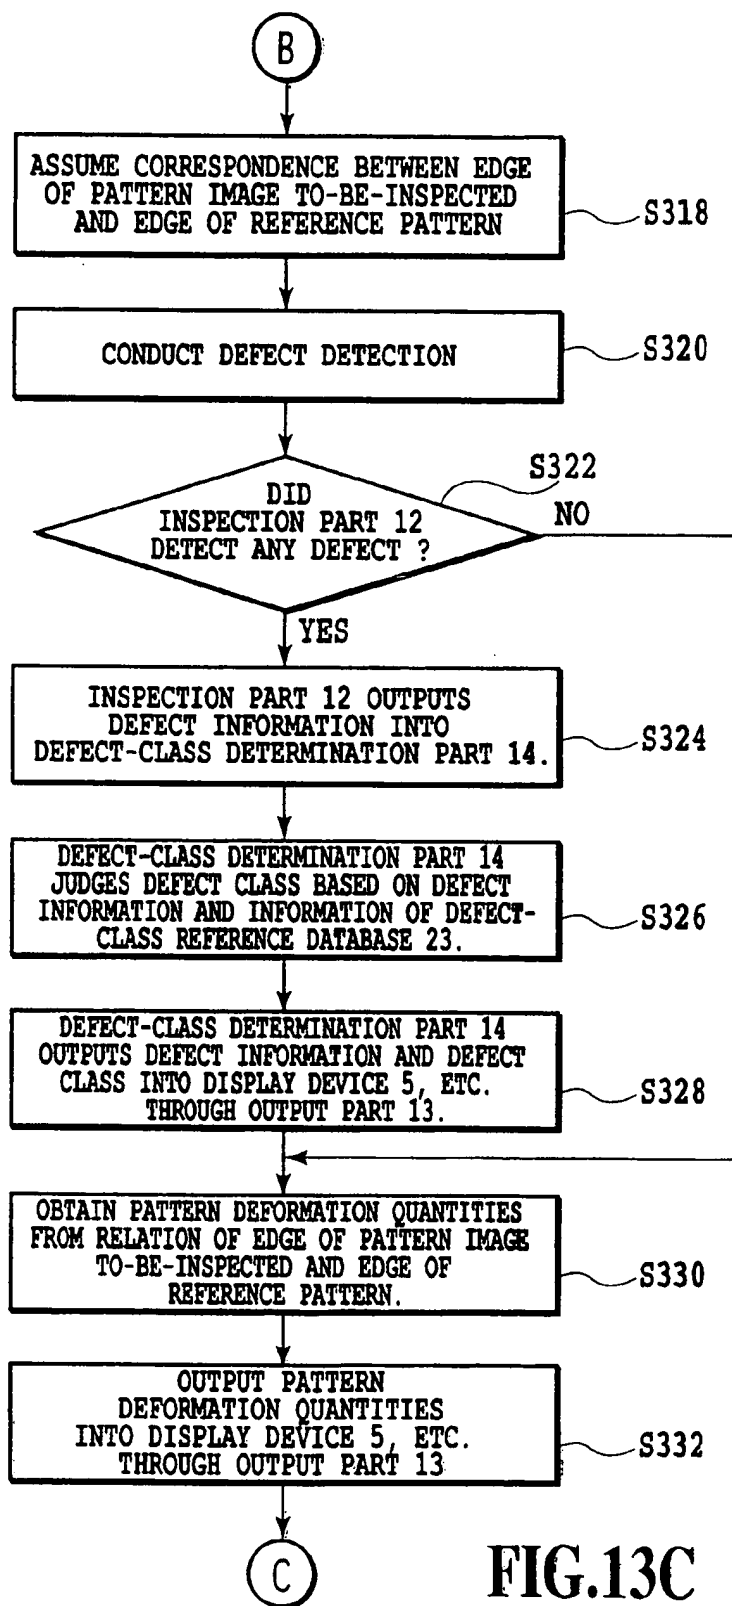 B
ASSUME CORRESPONDENCE BETWEEN EDGE
OF PATTERN IMAGE TO-BE-INSPECTED
AND EDGE OF REFERENCE PATTERN
S318
CONDUCT DEFECT DETECTION
S320
S322
DID
INSPECTION PART 12
DETECT ANY DEFECT ?
NO
YES
INSPECTION PART 12 OUTPUTS
DEFECT INFORMATION INTO
DEFECT-CLASS DETERMINATION PART 14.
S324
DEFECT-CLASS DETERMINATION PART 14
JUDGES DEFECT CLASS BASED ON DEFECT
INFORMATION AND INFORMATION OF DEFECT-
CLASS REFERENCE DATABASE 23.
S326
DEFECT-CLASS DETERMINATION PART 14
OUTPUTS DEFECT INFORMATION AND DEFECT
CLASS INTO DISPLAY DEVICE 5, ETC.
THROUGH OUTPUT PART 13.
S328
OBTAIN PATTERN DEFORMATION QUANTITIES
FROM RELATION OF EDGE OF PATTERN IMAGE
TO-BE-INSPECTED AND EDGE OF
REFERENCE PATTERN.
S330
OUTPUT PATTERN
DEFORMATION QUANTITIES
INTO DISPLAY DEVICE 5, ETC.
THROUGH OUTPUT PART 13
S332
C
FIG.13C